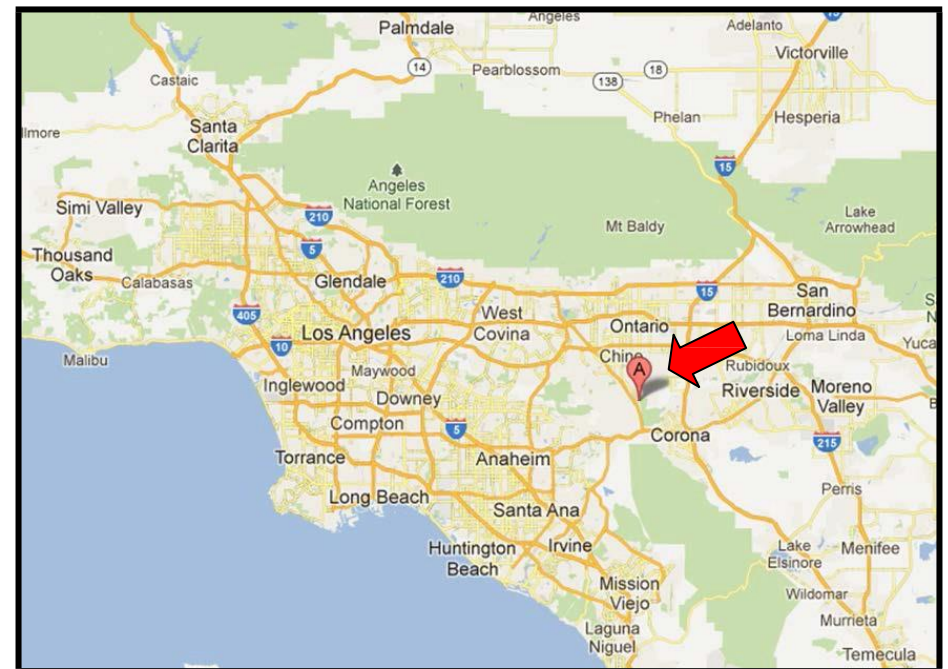 Angeles
Palmdale
Adelanto
15
Victorville
14
Pearblossom
18
138
Castaic
Phelan
Hesperia
llmore
Santa
Clarita
15
Angeles
National Forest
Simi Valley
210
Mt Baldy
Lake
Arrowhead
5
Thousand
Oaks
Calabasas
Glendale
210
15
San
Bernardino
405
West
Covina
Los Angeles
Ontario
Loma Linda
Yuca
10
Malibu
Maywood
Chino
A
Rubidoux
Inglewood
Downey
Riverside
Moreno
Valley
Compton
5
Corona
215
Torrance
Anaheim
Long Beach
Santa Ana
Perris
Huntington
Beach
Irvine
Lake
Elsinore
Menifee
Mission
Viejo
Wildomar
Murrieta
Laguna
Niguel
Temecula